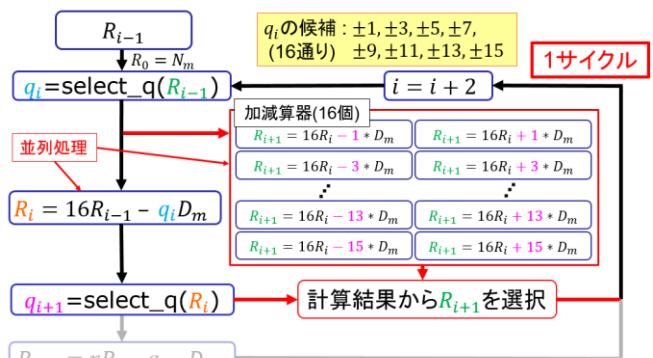 R_{i-1}
R_0 = N_m
q_iの候補 : ±1, ±3, ±5, ±7,
(16通り) ±9, ±11, ±13, ±15
1サイクル
q_i=select_q(R_{i-1})
i = i + 2
加減算器(16個)
並列処理
R_{i+1} = 16R_i − 1 * D_m
R_{i+1} = 16R_i + 1 * D_m
R_{i+1} = 16R_i − 3 * D_m
R_{i+1} = 16R_i + 3 * D_m
⋰
⋰
R_i = 16R_{i-1} − q_iD_m
R_{i+1} = 16R_i − 13 * D_m
R_{i+1} = 16R_i + 13 * D_m
R_{i+1} = 16R_i − 15 * D_m
R_{i+1} = 16R_i + 15 * D_m
q_{i+1}=select_q(R_i)
計算結果からR_{i+1}を選択